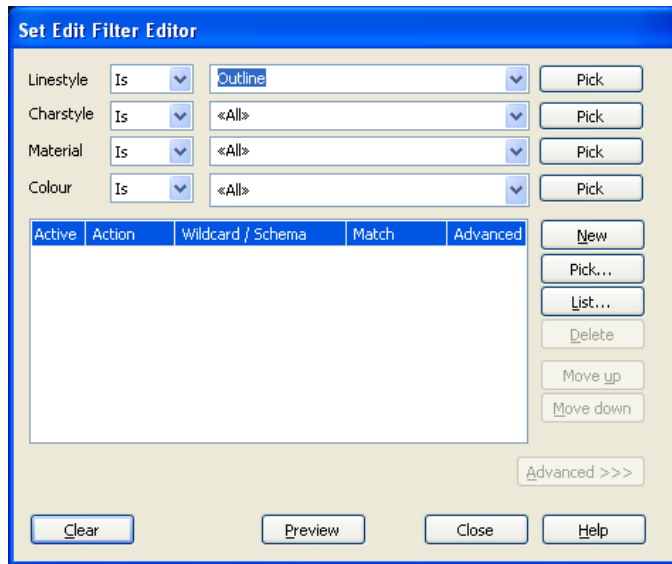 Set Edit Filter Editor
Linestyle Is Outline Pick
Charstyle Is «All» Pick
Material Is «All» Pick
Colour Is «All» Pick
Active Action Wildcard / Schema Match Advanced
New
Pick...
List...
Delete
Move up
Move down
Advanced >>>
Clear Preview Close Help